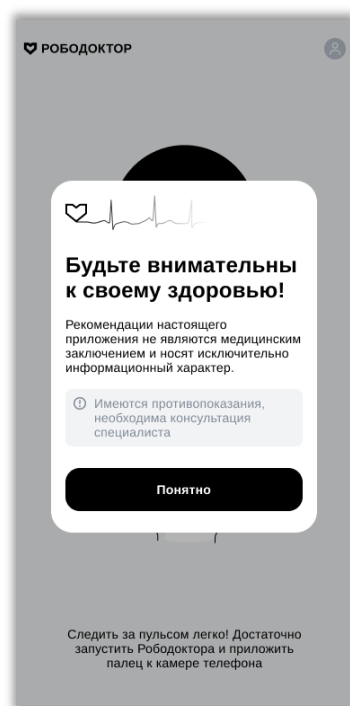 РОБОДОКТОР
Будьте внимательны
к своему здоровью!
Рекомендации настоящего
приложения не являются медицинским
заключением и носят исключительно
информационный характер.
Имеются противопоказания,
необходима консультация
специалиста
Понятно
Следить за пульсом легко! Достаточно
запустить Рободоктора и приложить
палец к камере телефона